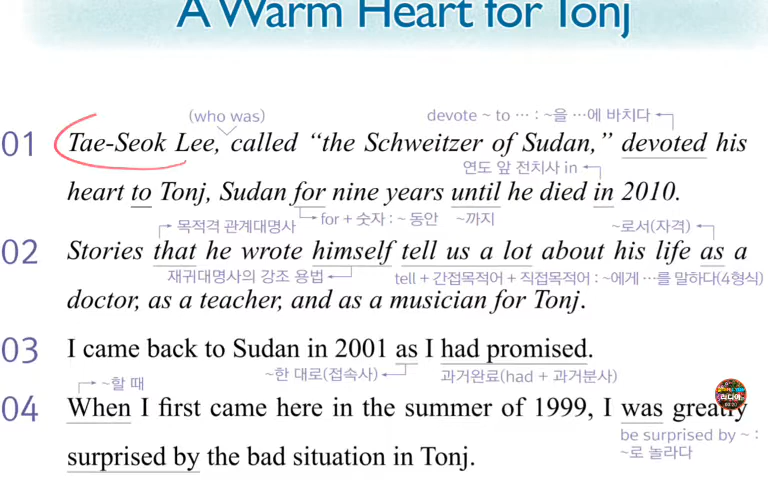 A Warm Heart for Tonj
(who was)
devote ~ to … : ~을 …에 바치다
01 Tae-Seok Lee, called “the Schweitzer of Sudan,” devoted his
연도 앞 전치사 in
heart to Tonj, Sudan for nine years until he died in 2010.
for + 숫자 : ~ 동안 ~까지
목적격 관계대명사 ~로서(자격)
02 Stories that he wrote himself tell us a lot about his life as a
재귀대명사의 강조 용법 tell + 간접목적어 + 직접목적어 : ~에게 …를 말하다(4형식)
doctor, as a teacher, and as a musician for Tonj.
03 I came back to Sudan in 2001 as I had promised.
~할 때 ~한 대로(접속사) 과거완료(had + 과거분사)
04 When I first came here in the summer of 1999, I was greatly
be surprised by ~ :
~로 놀라다
surprised by the bad situation in Tonj.